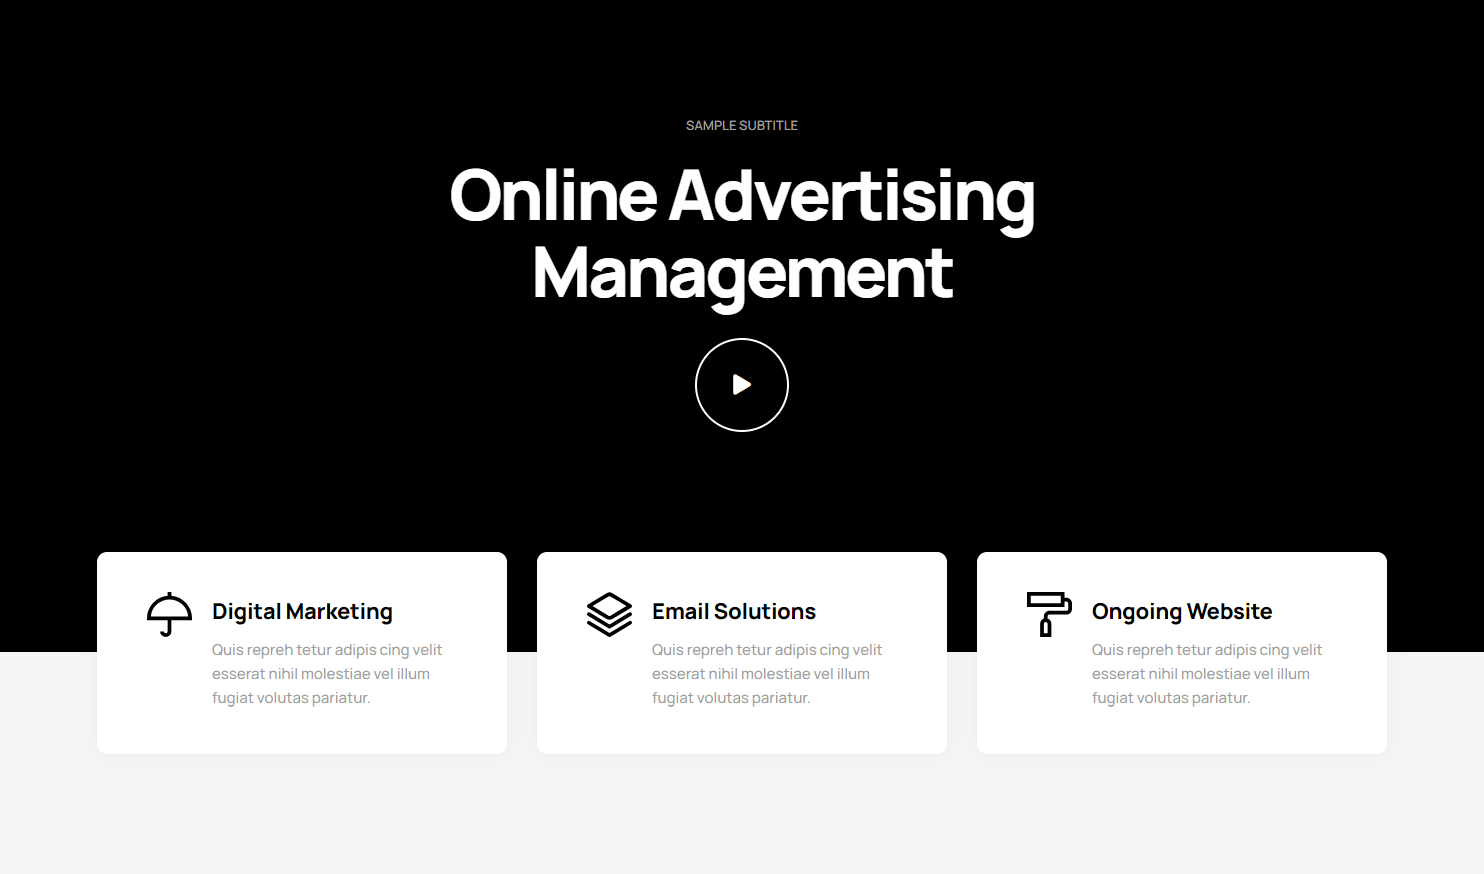 SAMPLE SUBTITLE
Online Advertising
Management
Digital Marketing
Quis repreh tetur adipis cing velit
esserat nihil molestiae vel illum
fugiat volutas pariatur.
Email Solutions
Quis repreh tetur adipis cing velit
esserat nihil molestiae vel illum
fugiat volutas pariatur.
Ongoing Website
Quis repreh tetur adipis cing velit
esserat nihil molestiae vel illum
fugiat volutas pariatur.